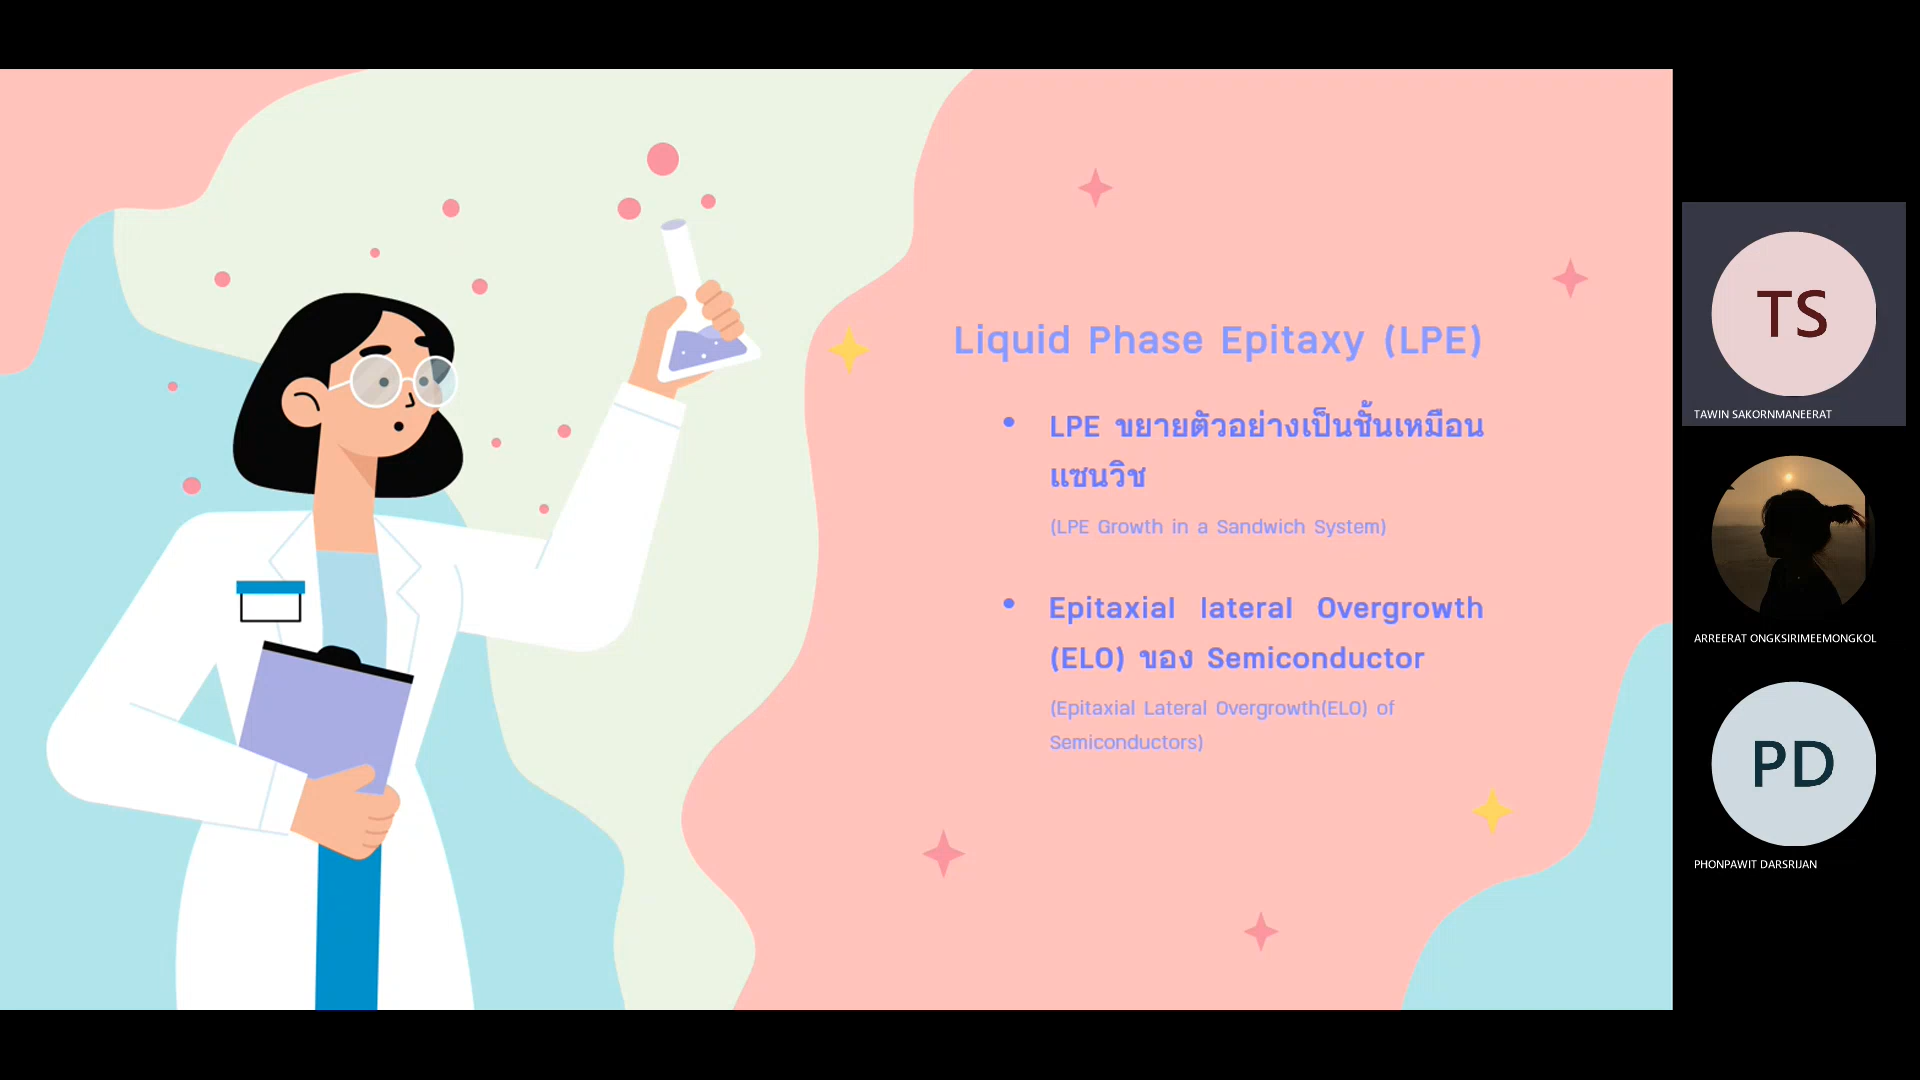 Liquid Phase Epitaxy (LPE)
• LPE ขยายตัวอย่างเป็นชั้นเหมือน
แซนวิช
(LPE Growth in a Sandwich System)
• Epitaxial lateral Overgrowth
(ELO) ของ Semiconductor
(Epitaxial Lateral Overgrowth(ELO) of
Semiconductors)
TS
TAWIN SAKORNMANEERAT
ARREERAT ONGKSIRIMEEMONGKOL
PD
PHONPAWIT DARSRIJAN